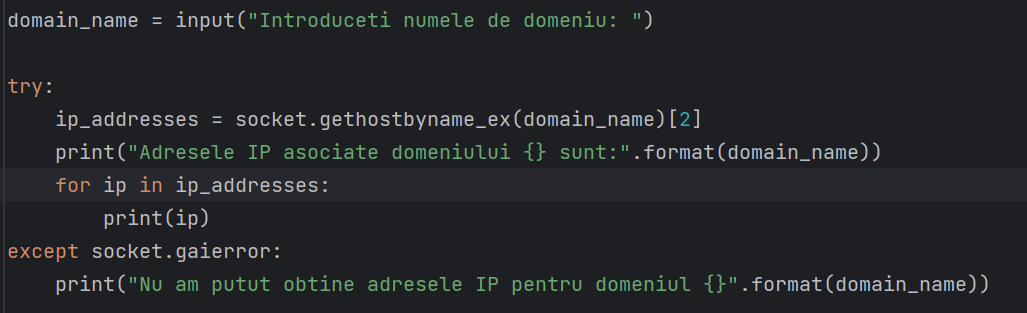 domain_name = input("Introduceti numele de domeniu: ")
try:
    ip_addresses = socket.gethostbyname_ex(domain_name)[2]
    print("Adresele IP asociate domeniului {} sunt:".format(domain_name))
    for ip in ip_addresses:
        print(ip)
except socket.gaierror:
    print("Nu am putut obtine adresele IP pentru domeniul {}".format(domain_name))